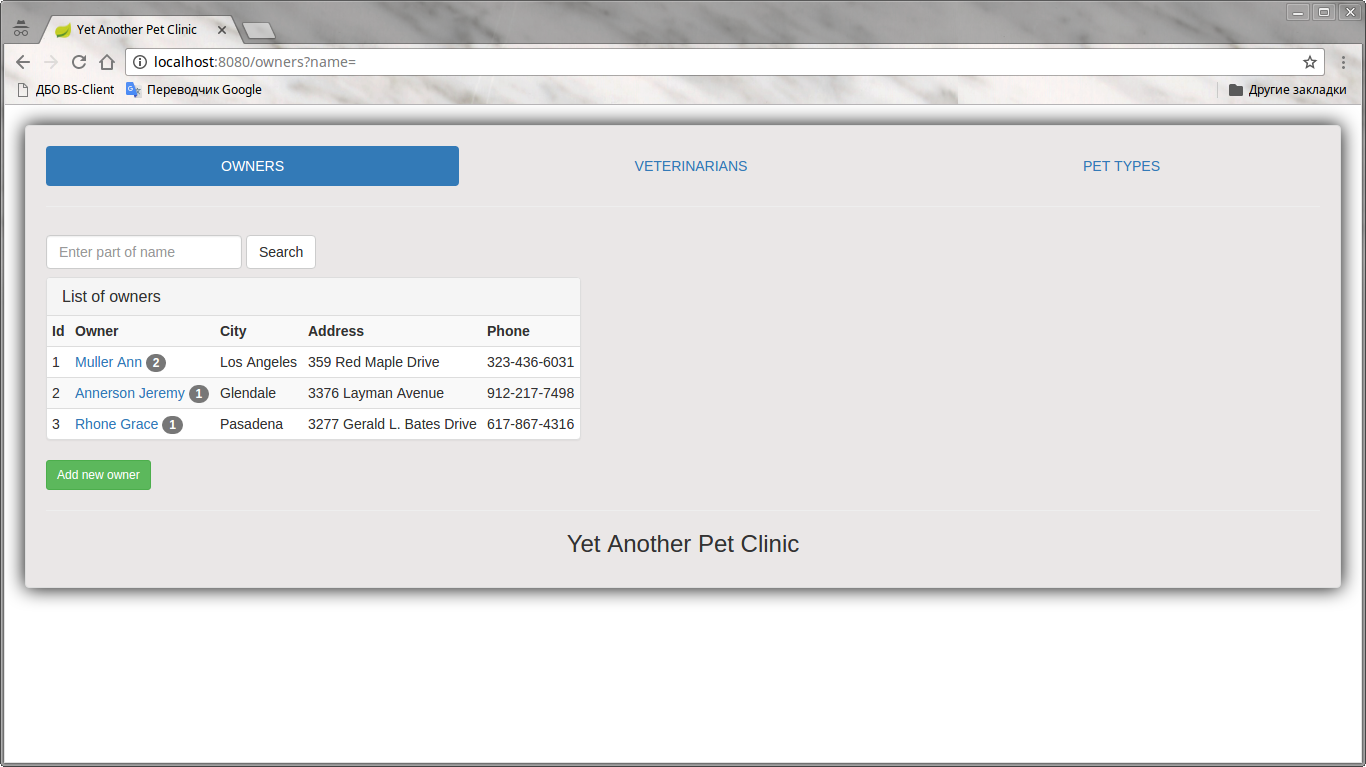 Yet Another Pet Clinic
localhost:8080/owners?name=
ДБО BS-Client Переводчик Google Другие закладки
OWNERS VETERINARIANS PET TYPES
Enter part of name Search
List of owners
Id Owner City Address Phone
1 Muller Ann 2 Los Angeles 359 Red Maple Drive 323-436-6031
2 Annerson Jeremy 1 Glendale 3376 Layman Avenue 912-217-7498
3 Rhone Grace 1 Pasadena 3277 Gerald L. Bates Drive 617-867-4316
Add new owner
Yet Another Pet Clinic